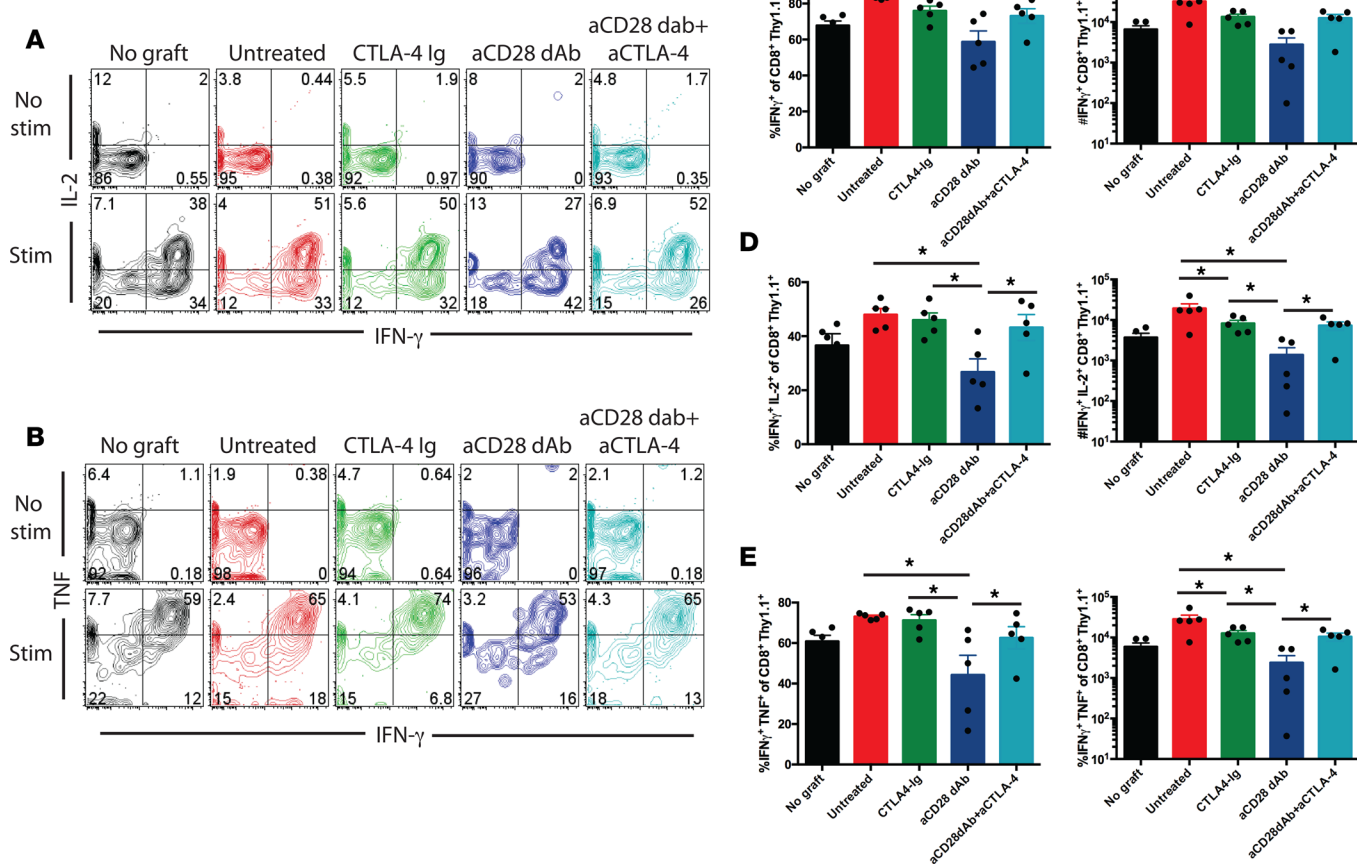 A
No graft
Untreated
CTLA-4 Ig
aCD28 dAb
aCD28 dab+
aCTLA-4
No
stim
12 2
86 0.55
3.8 0.44
95 0.38
5.5 1.9
92 0.97
8 2
90 0
4.8 1.7
93 0.35
IL-2
Stim
7.1 38
20 34
4 51
12 33
5.6 50
12 32
13 27
118 42
6.9 52
15 26
IFN-γ
B
No graft
Untreated
CTLA-4 Ig
aCD28 dAb
aCD28 dab+
aCTLA-4
No
stim
6.4 1.1
92 0.18
1.9 0.38
98 0
4.7 0.64
94 0.64
2 2
96 0
2.1 1.2
97 0.18
TNF
Stim
7.7 59
22 12
2.4 65
15 18
4.1 74
15 6.8
3.2 53
27 16
4.3 65
18 13
IFN-γ
%IFNγ⁺ of CD8⁺ Thy1.1⁺
80
60
40
20
0
No graft
Untreated
CTLA4-Ig
aCD28 dAb
aCD28dAb+aCTLA-4
#IFNγ⁺ CD8⁺ Thy1.1⁺
10⁴
10³
10²
10¹
No graft
Untreated
CTLA4-Ig
aCD28 dAb
aCD28dAb+aCTLA-4
D
%IFNγ⁺ IL-2⁺ of CD8⁺ Thy1.1⁺
60
40
20
0
*
* *
No graft
Untreated
CTLA4-Ig
aCD28 dAb
aCD28dAb+aCTLA-4
#IFNγ⁺ IL-2⁺ CD8⁺ Thy1.1⁺
10⁵
10⁴
10³
10²
10¹
*
* * *
No graft
Untreated
CTLA4-Ig
aCD28 dAb
aCD28dAb+aCTLA-4
E
%IFNγ⁺ TNF⁺ of CD8⁺ Thy1.1⁺
80
60
40
20
0
*
* *
No graft
Untreated
CTLA4-Ig
aCD28 dAb
aCD28dAb+aCTLA-4
%IFNγ⁺ TNF⁺ of CD8⁺ Thy1.1⁺
10⁵
10⁴
10³
10²
10¹
*
* * *
No graft
Untreated
CTLA4-Ig
aCD28 dAb
aCD28dAb+aCTLA-4